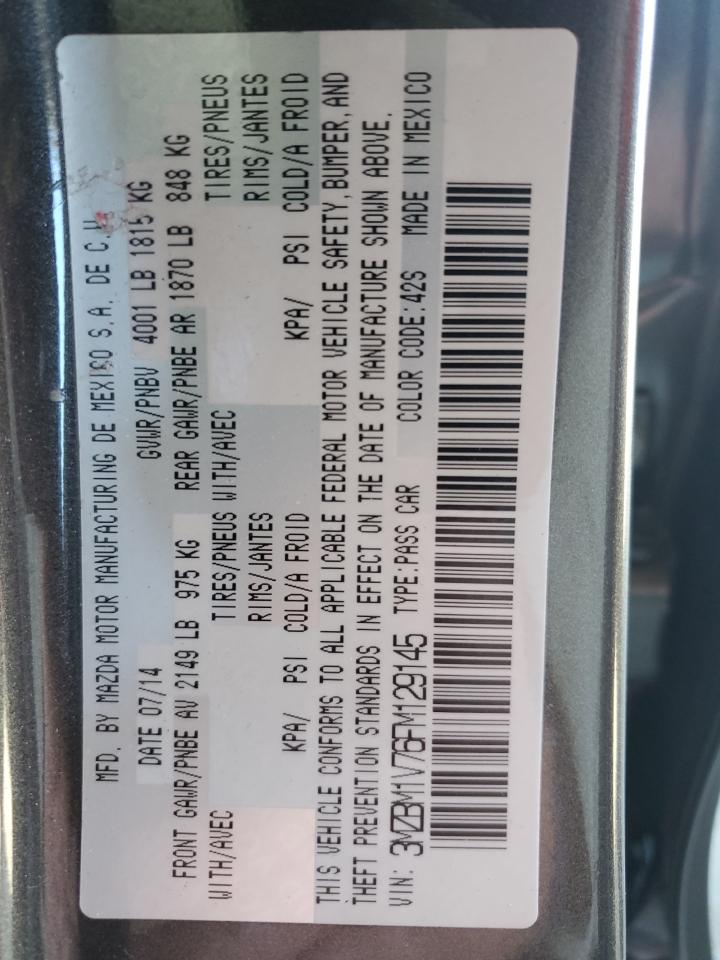 MFD. BY MAZDA MOTOR MANUFACTURING DE MEXICO S.A. DE C.V.
DATE 07/14 GVWR/PNBV 4001 LB 1815 KG
FRONT GAWR/PNBE AV 2149 LB 975 KG REAR GAWR/PNBE AR 1870 LB 848 KG
WITH/AVEC TIRES/PNEUS WITH/AVEC TIRES/PNEUS
RIMS/JANTES RIMS/JANTES
KPA/ PSI COLD/A FROID KPA/ PSI COLD/A FROID
THIS VEHICLE CONFORMS TO ALL APPLICABLE FEDERAL MOTOR VEHICLE SAFETY, BUMPER, AND
THEFT PREVENTION STANDARDS IN EFFECT ON THE DATE OF MANUFACTURE SHOWN ABOVE.
VIN: 3MZBM1V76FM129145 TYPE:PASS CAR COLOR CODE:42S MADE IN MEXICO